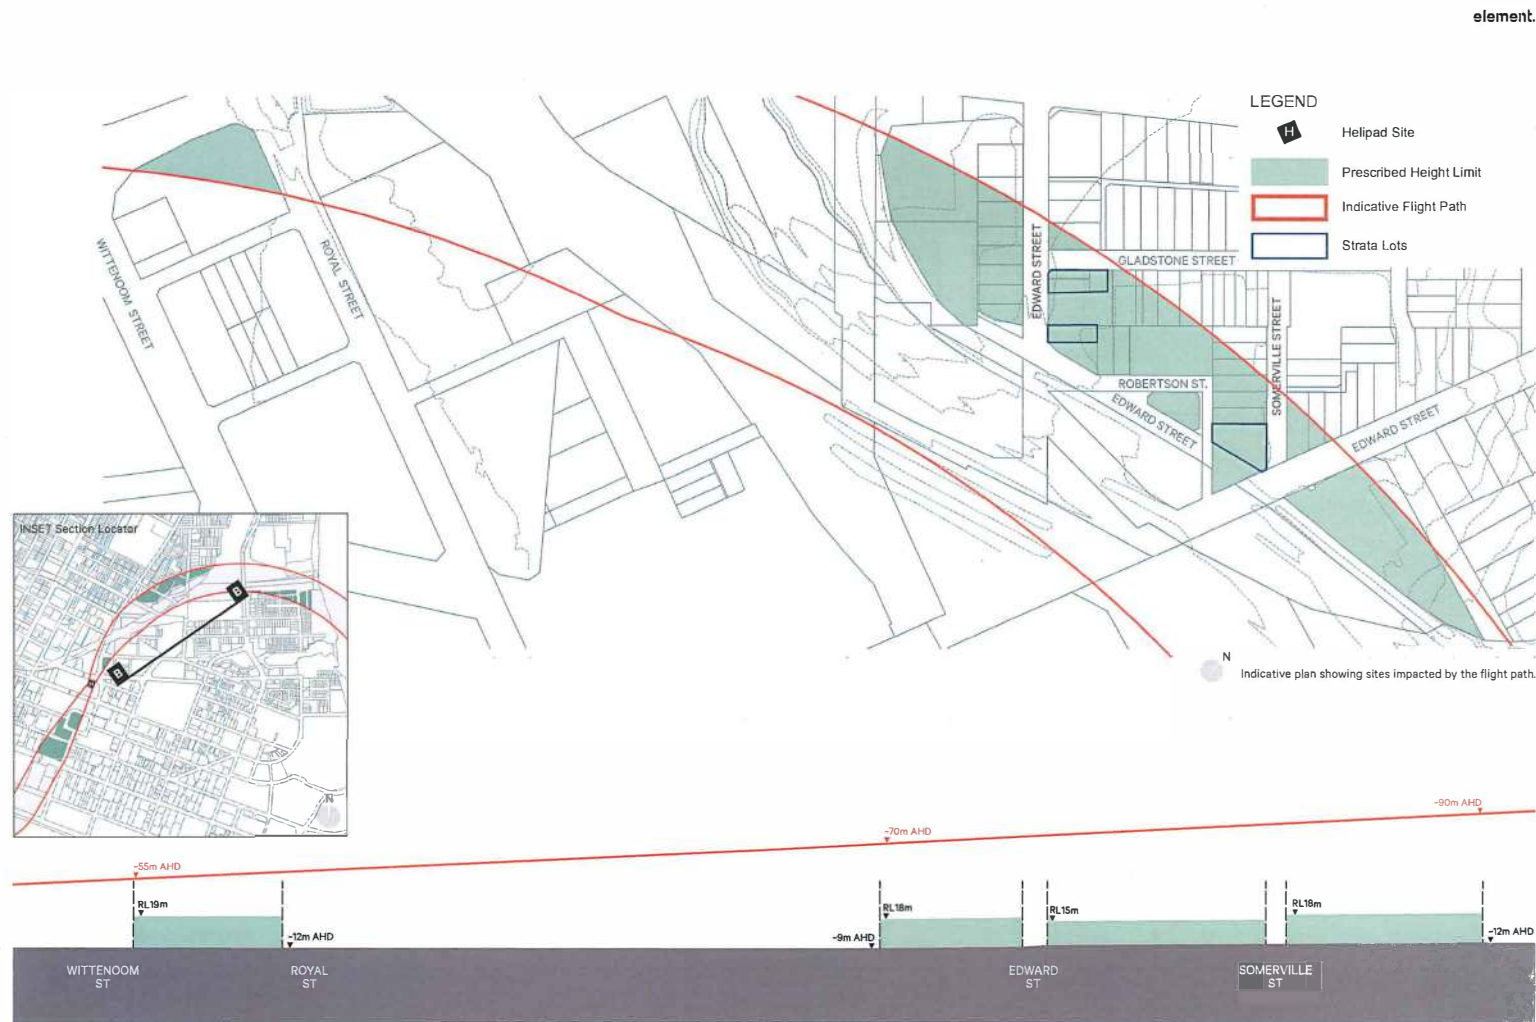 element.
LEGEND
H
Helipad Site
Prescribed Height Limit
Indicative Flight Path
Strata Lots
WITTENOOM STREET
ROYAL STREET
EDWARD STREET
GLADSTONE STREET
SOMERVILLE STREET
ROBERTSON ST.
EDWARD STREET
EDWARD STREET
N
Indicative plan showing sites impacted by the flight path.
INSET Section Locator
B
B
H
N
~55m AHD
~70m AHD
~90m AHD
RL19m
~12m AHD
~9m AHD
RL18m
RL15m
RL18m
~12m AHD
WITTENOOM
ST
ROYAL
ST
EDWARD
ST
SOMERVILLE
ST